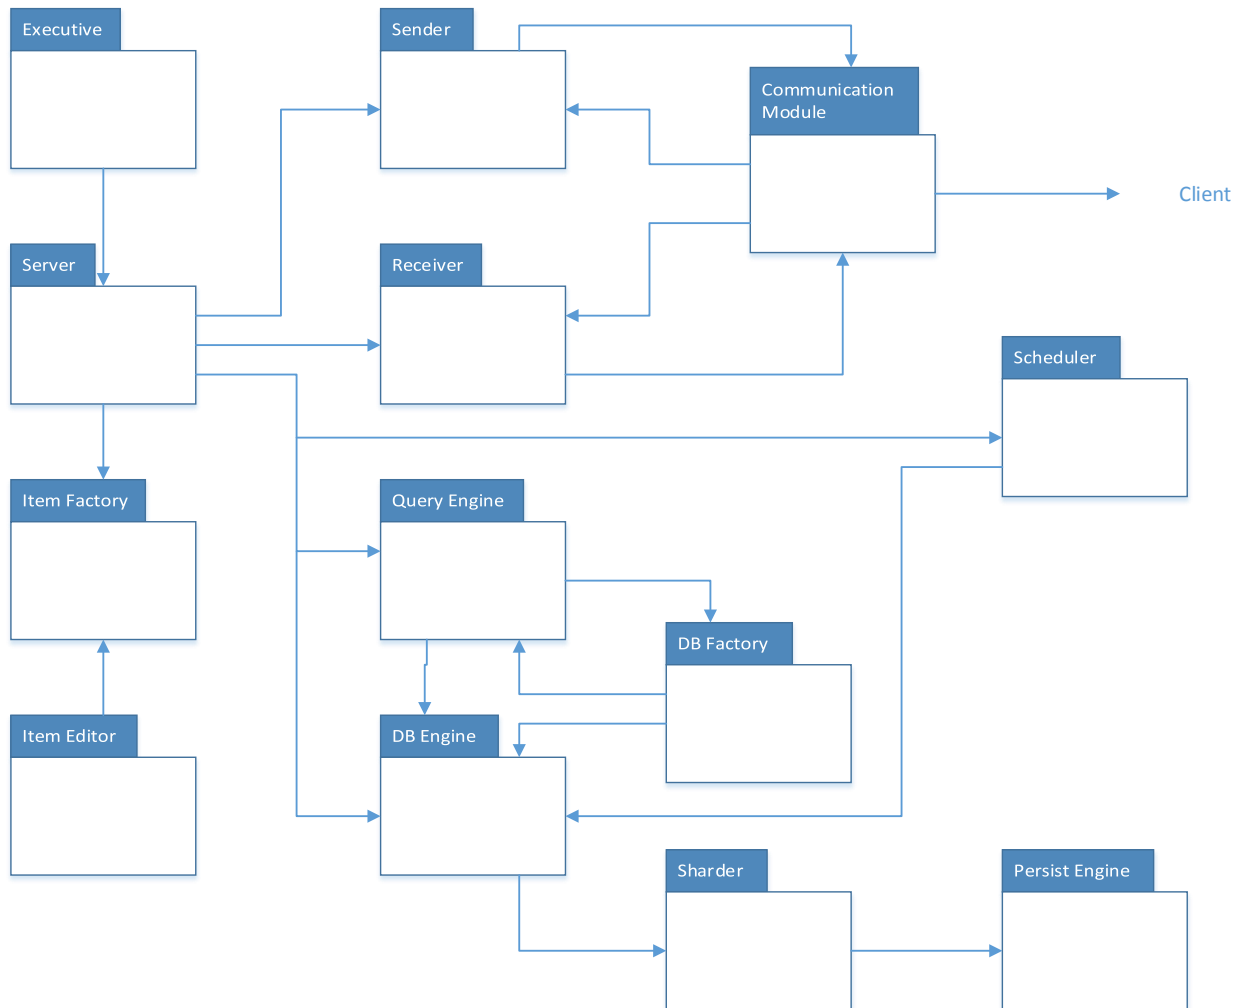 Executive
Sender
Communication
Module
Client
Server
Receiver
Scheduler
Item Factory
Query Engine
DB Factory
Item Editor
DB Engine
Sharder
Persist Engine